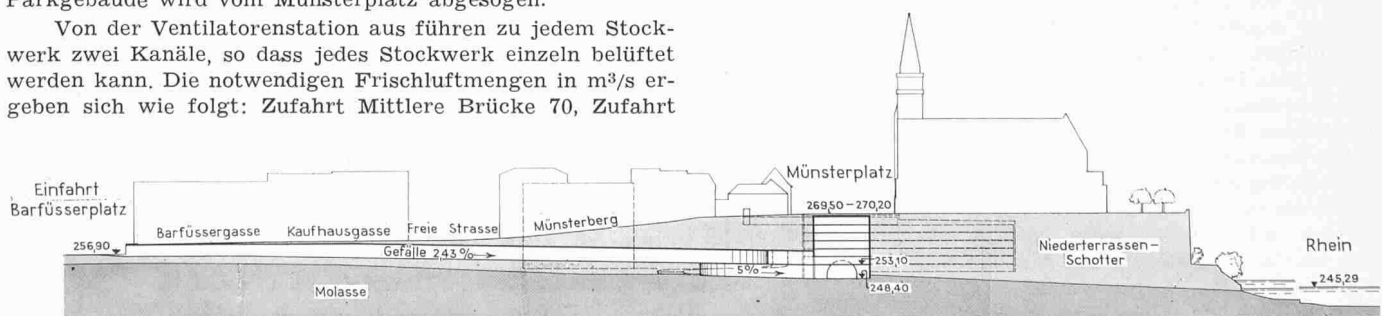 Parkgebäude wird vom Münsterplatz abgesogen.
Von der Ventilatorenstation aus führen zu jedem Stock-
werk zwei Kanäle, so dass jedes Stockwerk einzeln belüftet
werden kann. Die notwendigen Frischluftmengen in m³/s er-
geben sich wie folgt: Zufahrt Mittlere Brücke 70, Zufahrt
Münsterplatz
Einfahrt
Barfüsserplatz
269,50 – 270,20
Barfüssergasse Kaufhausgasse Freie Strasse Münsterberg
256,90
Gefälle 2,43 %
5 %
253,10
248,40
Niederterrassen-
Schotter
Rhein
245,29
Molasse